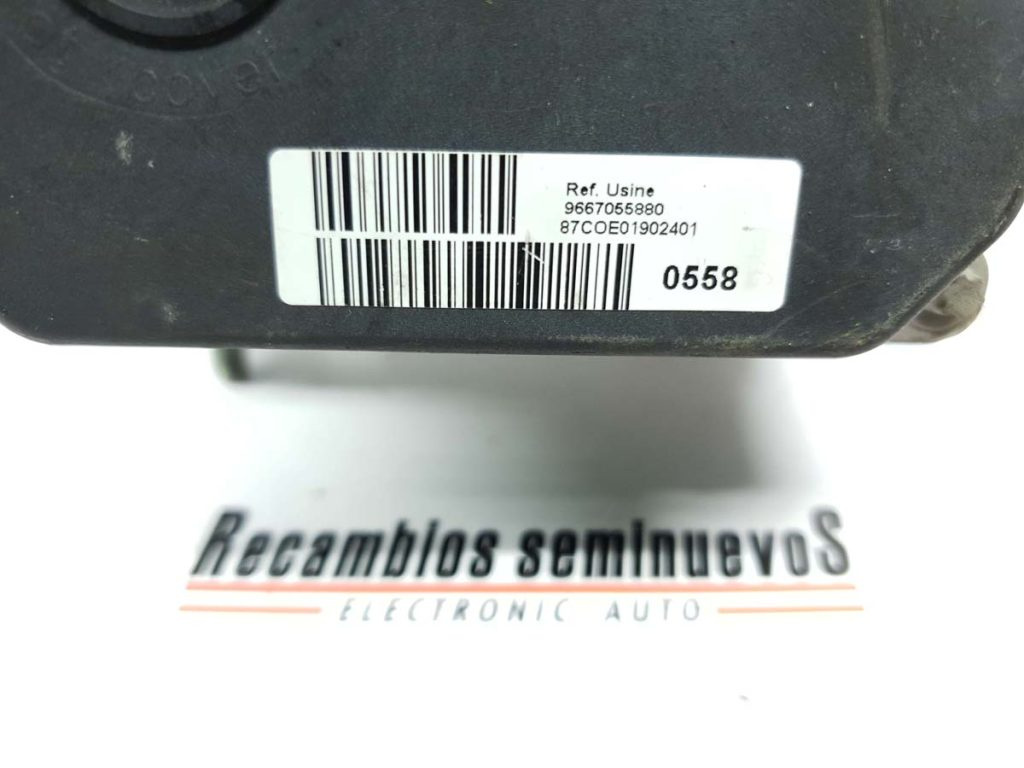 Ref. Usine
9667055880
87COE01902401
0558
Recambios seminuevos
ELECTRONIC AUTO